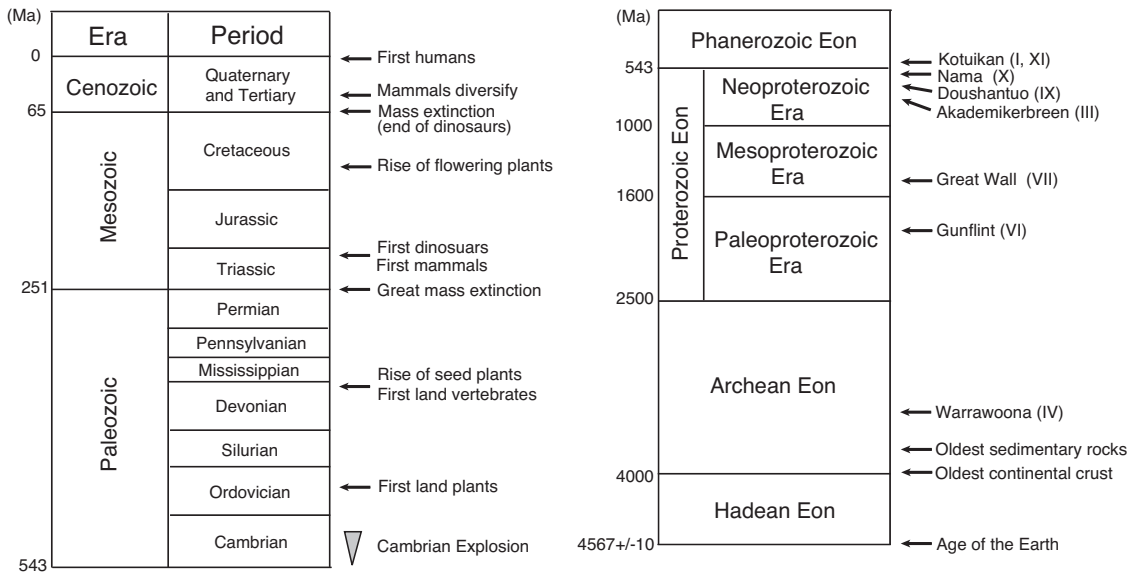 (Ma)
Era
Period
0
Cenozoic
Quaternary
and Tertiary
First humans
Mammals diversify
65
Mass extinction
(end of dinosaurs)
Mesozoic
Cretaceous
Rise of flowering plants
Jurassic
Triassic
First dinosuars
First mammals
251
Great mass extinction
Paleozoic
Permian
Pennsylvanian
Mississippian
Devonian
Rise of seed plants
First land vertebrates
Silurian
Ordovician
First land plants
Cambrian
Cambrian Explosion
543
(Ma)
Phanerozoic Eon
543
Kotuikan (I, XI)
Nama (X)
Doushantuo (IX)
Akademikerbreen (III)
Proterozoic Eon
Neoproterozoic
Era
1000
Mesoproterozoic
Era
Great Wall (VII)
1600
Paleoproterozoic
Era
Gunflint (VI)
2500
Archean Eon
Warrawoona (IV)
Oldest sedimentary rocks
4000
Oldest continental crust
Hadean Eon
4567+/-10
Age of the Earth